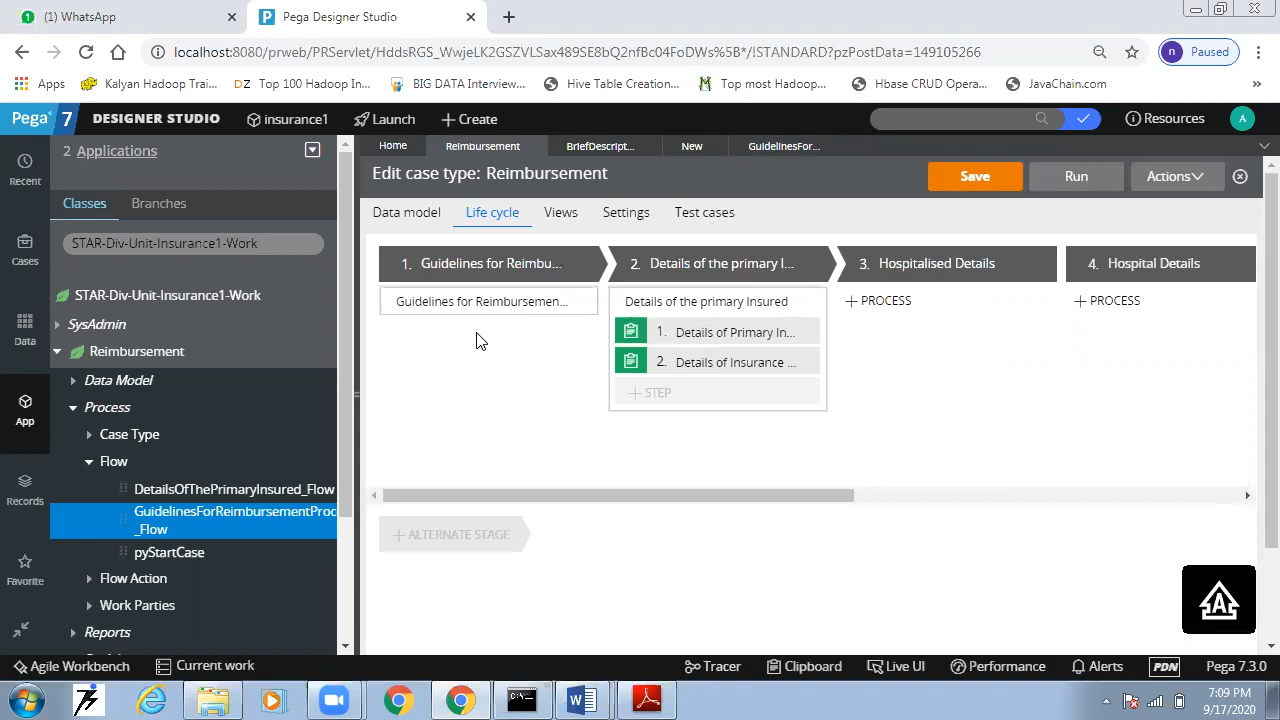 (1) WhatsApp
Pega Designer Studio
localhost:8080/prweb/PRServlet/HddsRGS_WwjeLK2GSZVLSax489SE8bQ2nfBc04FoDWs%5B*/!STANDARD?pzPostData=149105266
n Paused
Apps
Kalyan Hadoop Trai...
DZ Top 100 Hadoop In...
BIG DATA Interview...
Hive Table Creation...
Top most Hadoop...
Hbase CRUD Opera...
JavaChain.com
»
Pega 7 DESIGNER STUDIO
insurance1
Launch
+ Create
Resources
A
2 Applications
Home
Reimbursement
BriefDescript...
New
GuidelinesFor...
Recent
Cases
Data
App
Records
Favorite
Classes Branches
STAR-Div-Unit-Insurance1-Work
STAR-Div-Unit-Insurance1-Work
SysAdmin
Reimbursement
Data Model
Process
Case Type
Flow
DetailsOfThePrimaryInsured_Flow
GuidelinesForReimbursementProc
_Flow
pyStartCase
Flow Action
Work Parties
Reports
Edit case type: Reimbursement
Save
Run
Actions
Data model
Life cycle
Views
Settings
Test cases
1. Guidelines for Reimbu...
2. Details of the primary I...
3. Hospitalised Details
4. Hospital Details
Guidelines for Reimbursemen...
Details of the primary Insured
+ PROCESS
+ PROCESS
1. Details of Primary In...
2. Details of Insurance ...
+ STEP
+ ALTERNATE STAGE
A
Agile Workbench
Current work
Tracer
Clipboard
Live UI
Performance
Alerts
PDN
Pega 7.3.0
7:09 PM
9/17/2020